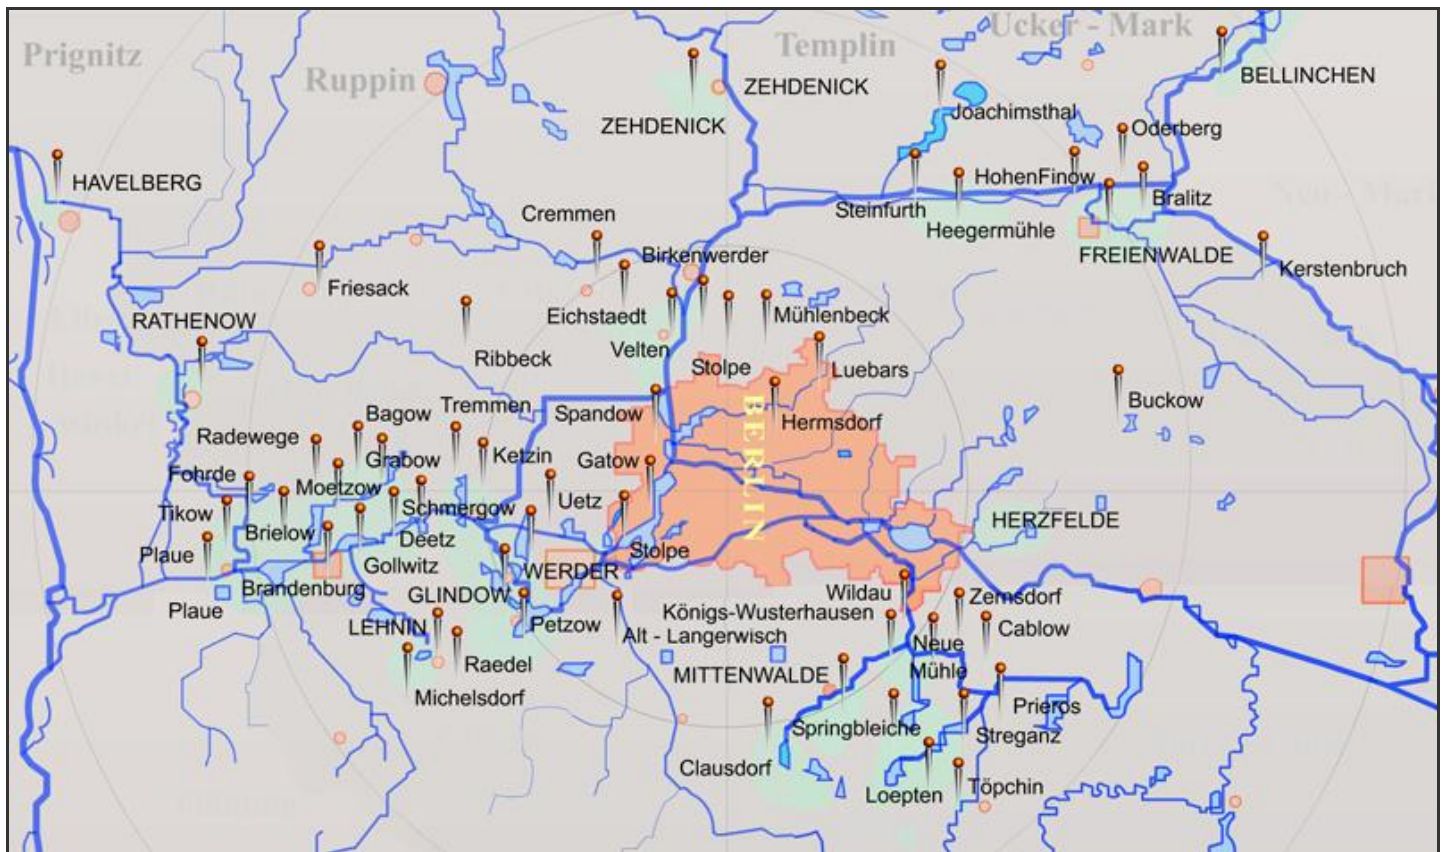 Ucker - Mark
Templin
Prignitz
Ruppin
BELLINCHEN
ZEHDENICK
Joachimsthal
ZEHDENICK
Oderberg
HohenFinow
HAVELBERG
Bralitz
Steinfurth
Cremmen
Heegermühle
Birkenwerder
FREIENWALDE
Kerstenbruch
Friesack
Eichstaedt
Mühlenbeck
RATHENOW
Velten
Ribbeck
Stolpe
Luebars
Buckow
Tremmen
Bagow
Spandow
Hermsdorf
BERLIN
Radewege
Ketzin
Grabow
Gatow
Fohrde
Moetzow
Uetz
Tikow
Schmergow
HERZFELDE
Brielow
Deetz
Plaue
Stolpe
Gollwitz
WERDER
Brandenburg
Wildau
GLINDOW
Zernsdorf
Plaue
Königs-Wusterhausen
LEHNIN
Petzow
Cablow
Alt - Langerwisch
Neue
Mühle
Raedel
MITTENWALDE
Michelsdorf
Prieros
Springbleiche
Streganz
Clausdorf
Töpchin
Loepten